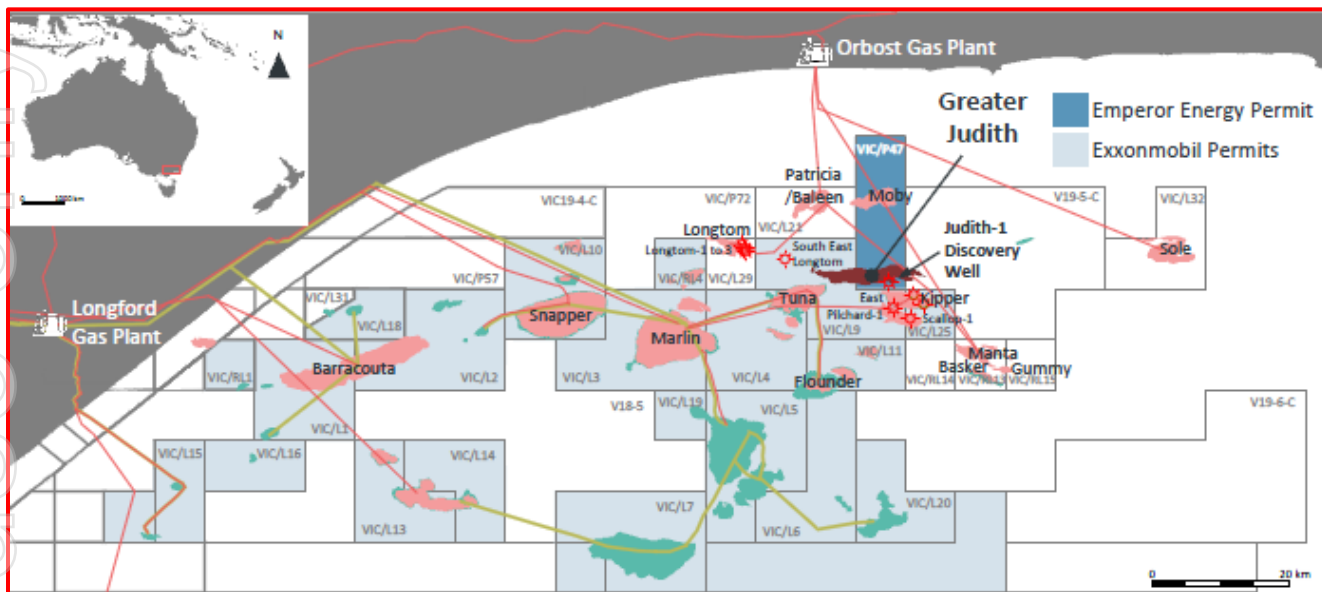 N
0 1000 km
Orbost Gas Plant
Greater
Judith
Emperor Energy Permit
Exxonmobil Permits
VIC/P47
Patricia
/Baleen
Moby
VIC19-4-C
VIC/P72
VIC/L21
V19-5-C
VIC/L32
Longtom
Longtom-1 to 3
South East
Longtom
Judith-1
Discovery
Well
Sole
VIC/L10
VIC/P57
VIC/RL4
VIC/L29
VIC/L31
VIC/L18
Snapper
Marlin
Tuna
East
Pilchard-1
Kipper
Scallop-1
VIC/L9
VIC/L25
Longford
Gas Plant
Barracouta
VIC/RL1
VIC/L2
VIC/L3
VIC/L4
VIC/L11
Flounder
Manta
Basker
Gummy
VIC/RL14
VIC/RL13
VIC/RL15
VIC/L1
V18-5
VIC/L19
VIC/L5
V19-6-C
VIC/L15
VIC/L16
VIC/L14
VIC/L13
VIC/L7
VIC/L6
VIC/L20
0 20 km